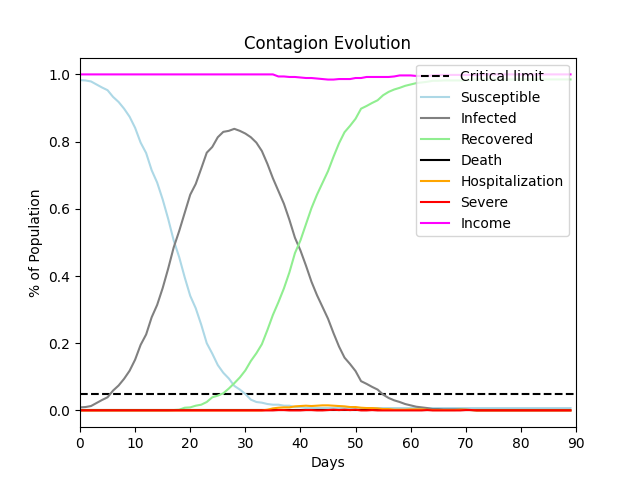 Contagion Evolution
% of Population
1.0
0.8
0.6
0.4
0.2
0.0
Critical limit
Susceptible
Infected
Recovered
Death
Hospitalization
Severe
Income
0 10 20 30 40 50 60 70 80 90
Days